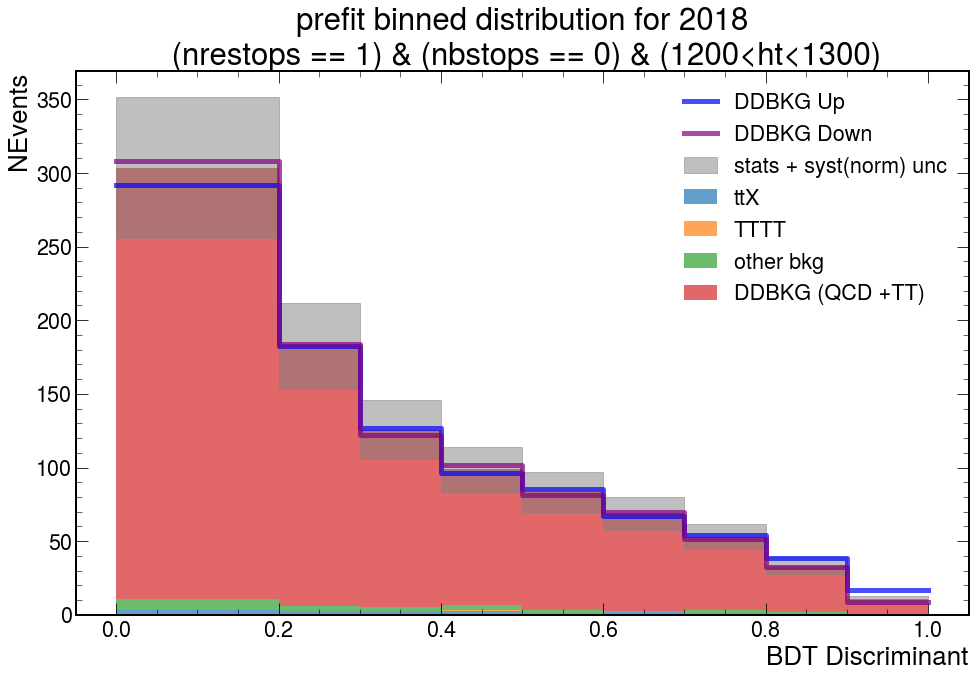 prefit binned distribution for 2018
(nrestops == 1) & (nbstops == 0) & (1200<ht<1300)
NEvents
350
300
250
200
150
100
50
0
DDBKG Up
DDBKG Down
stats + syst(norm) unc
ttX
TTTT
other bkg
DDBKG (QCD +TT)
0.0 0.2 0.4 0.6 0.8 1.0
BDT Discriminant